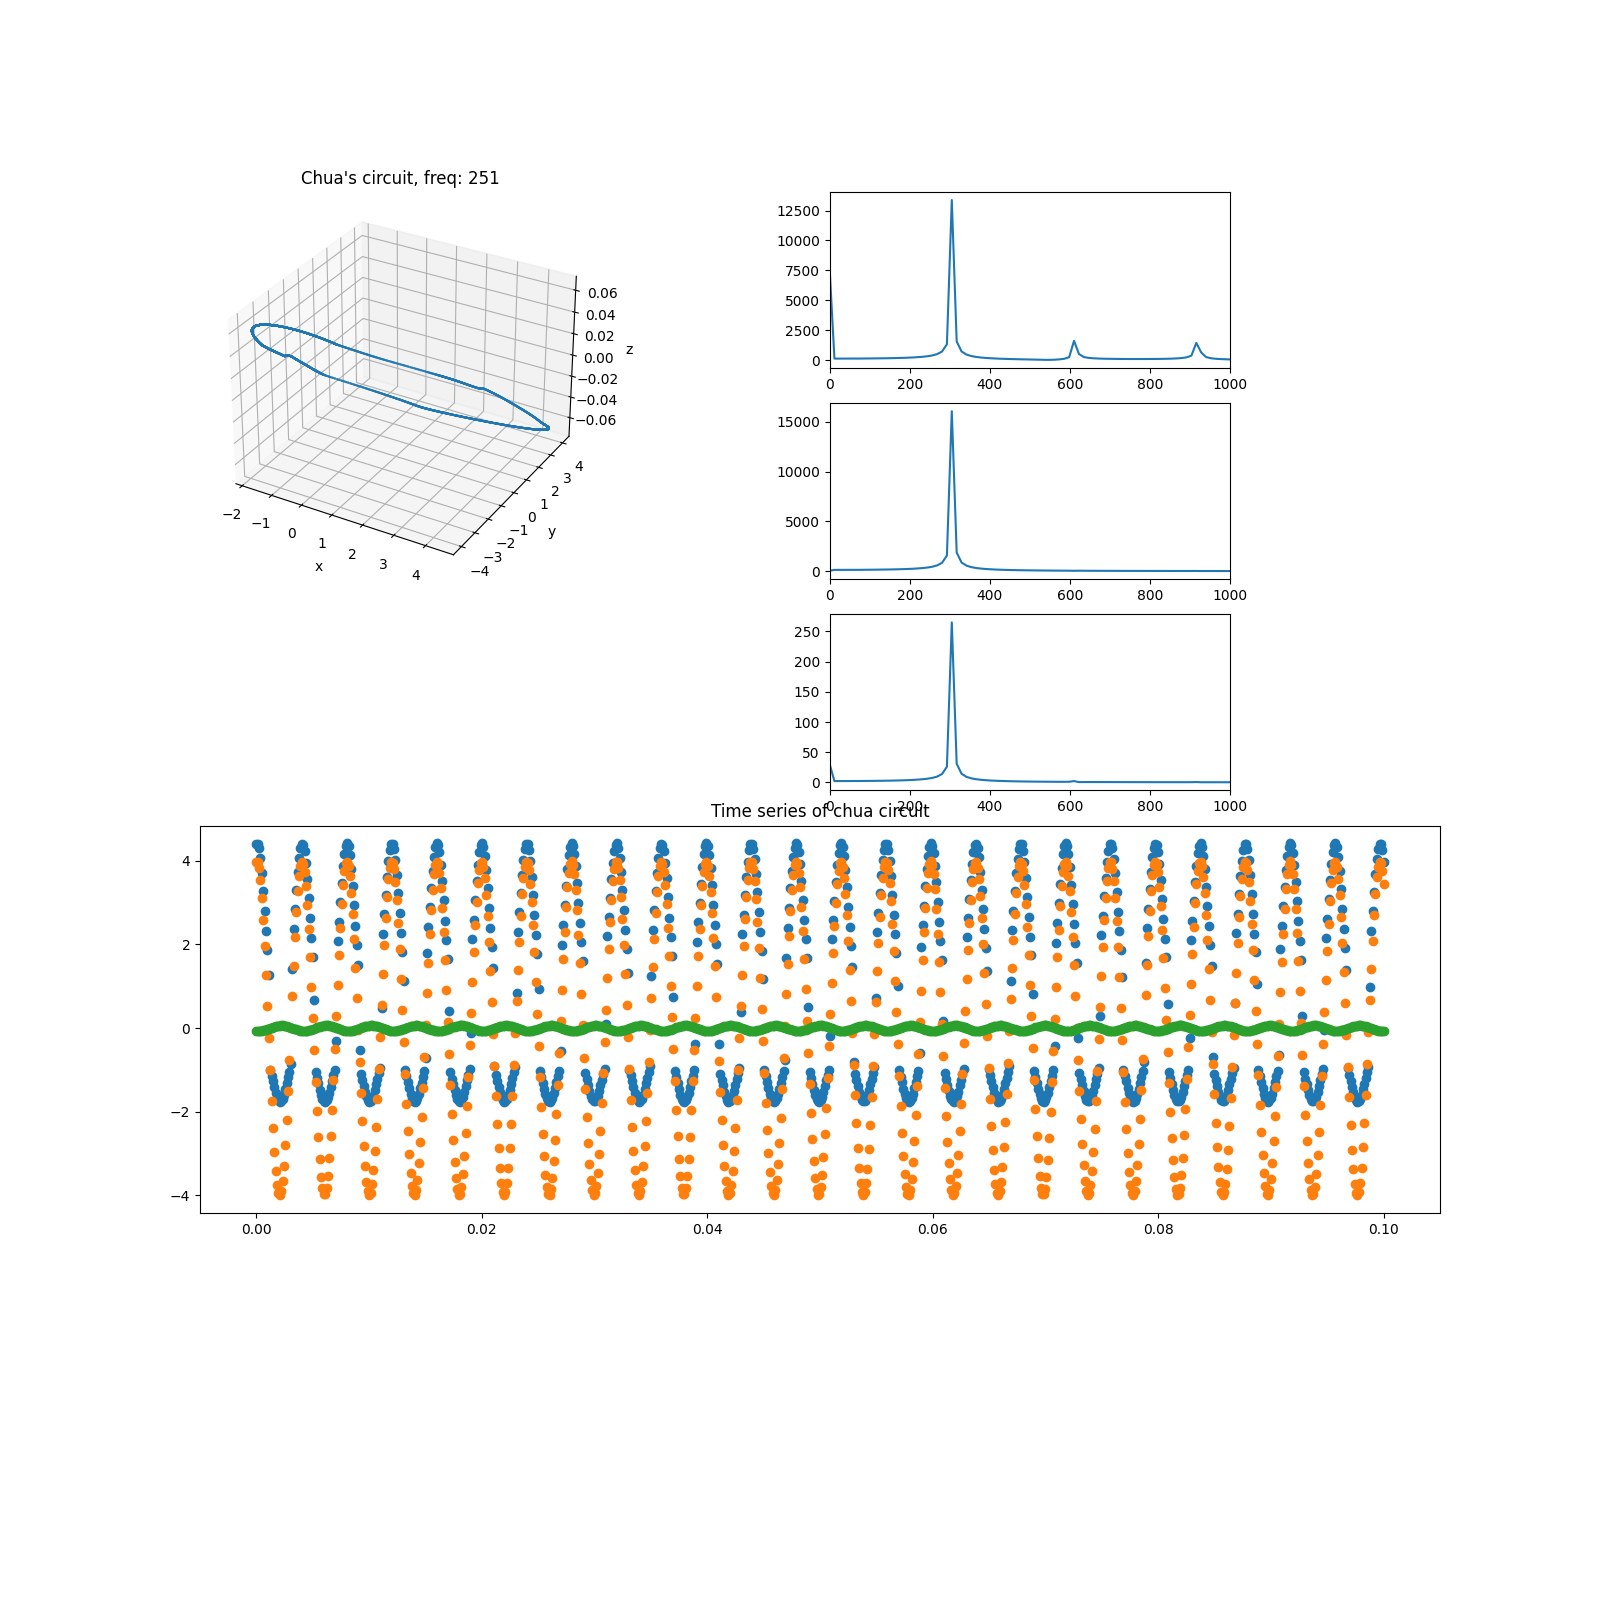 Chua's circuit, freq: 251
0.06
0.04
0.02
0.00
−0.02
−0.04
−0.06
z
−2 −1 0 1 2 3 4
x
−4 −3 −2 −1 0 1 2 3 4
y
12500
10000
7500
5000
2500
0
0 200 400 600 800 1000
15000
10000
5000
0
0 200 400 600 800 1000
250
200
150
100
50
0
0 200 400 600 800 1000
Time series of chua circuit
4
2
0
−2
−4
0.00 0.02 0.04 0.06 0.08 0.10